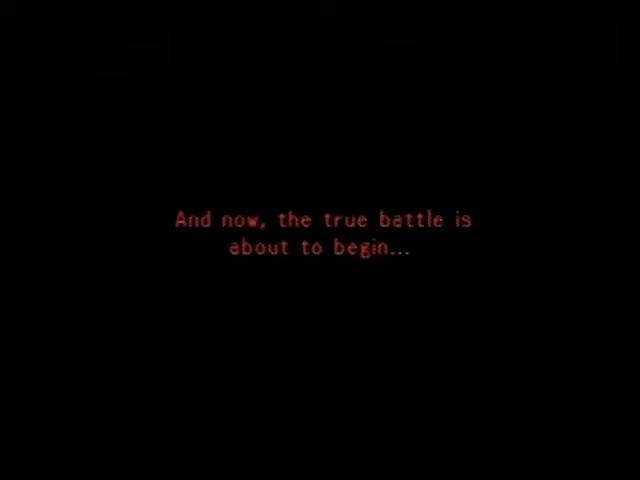 And now, the true battle is
about to begin...